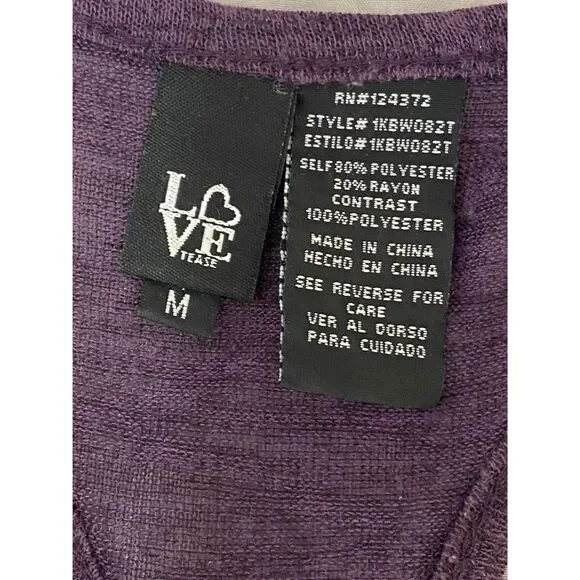 LOVE
TEASE
M
RN#124372
STYLE# 1KBW082T
ESTILO# 1KBW082T
SELF80% POLYESTER
20% RAYON
CONTRAST
100%POLYESTER
MADE IN CHINA
HECHO EN CHINA
SEE REVERSE FOR
CARE
VER AL DORSO
PARA CUIDADO